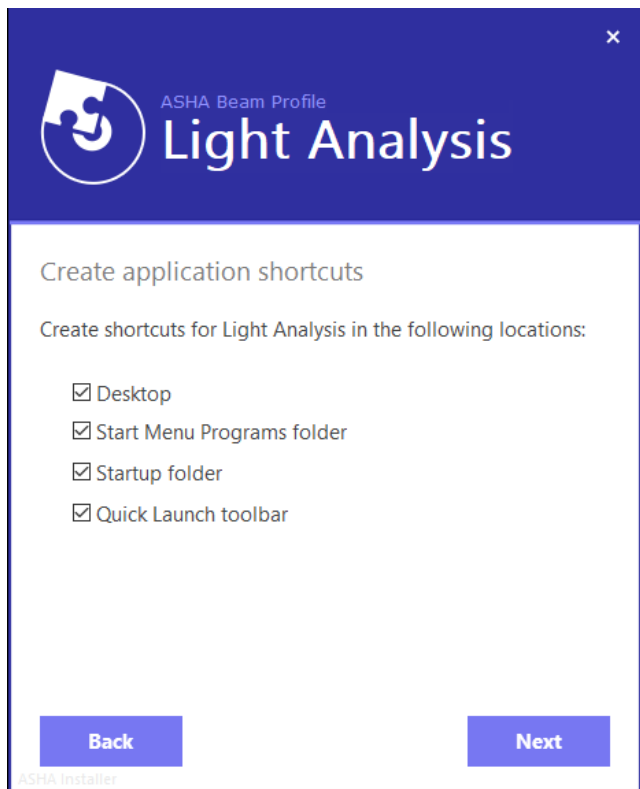 ASHA Beam Profile
Light Analysis
Create application shortcuts
Create shortcuts for Light Analysis in the following locations:
Desktop
Start Menu Programs folder
Startup folder
Quick Launch toolbar
Back
Next
ASHA Installer